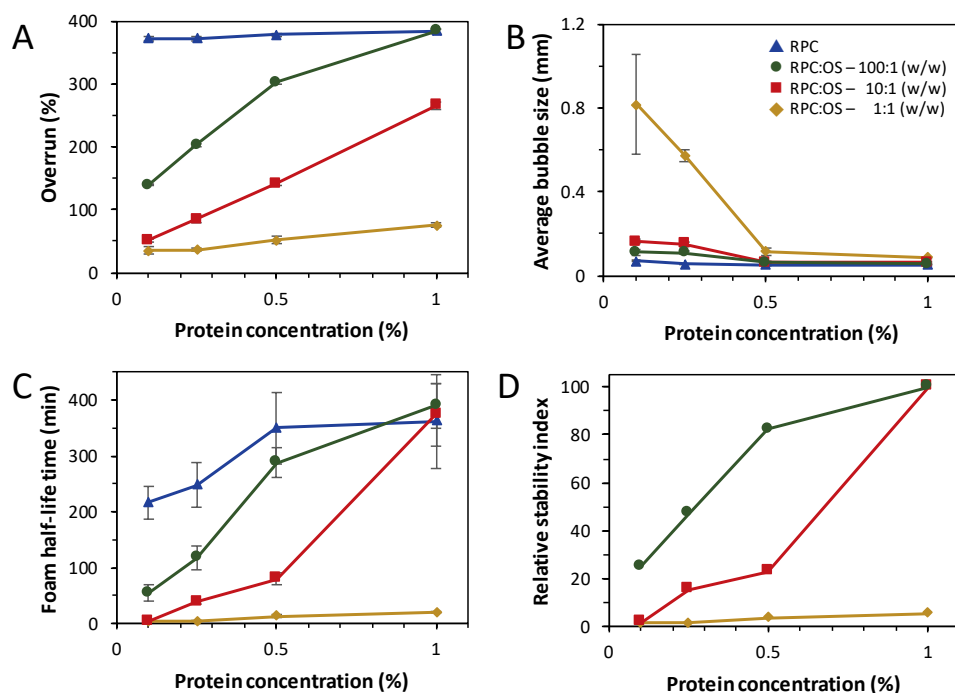 A
Overrun (%)
400
300
200
100
0
0
0.5
1
Protein concentration (%)
B
Average bubble size (mm)
1.2
0.8
0.4
0
0
0.5
1
Protein concentration (%)
RPC
RPC:OS – 100:1 (w/w)
RPC:OS – 10:1 (w/w)
RPC:OS – 1:1 (w/w)
C
Foam half-life time (min)
400
300
200
100
0
0
0.5
1
Protein concentration (%)
D
Relative stability index
100
80
60
40
20
0
0
0.5
1
Protein concentration (%)